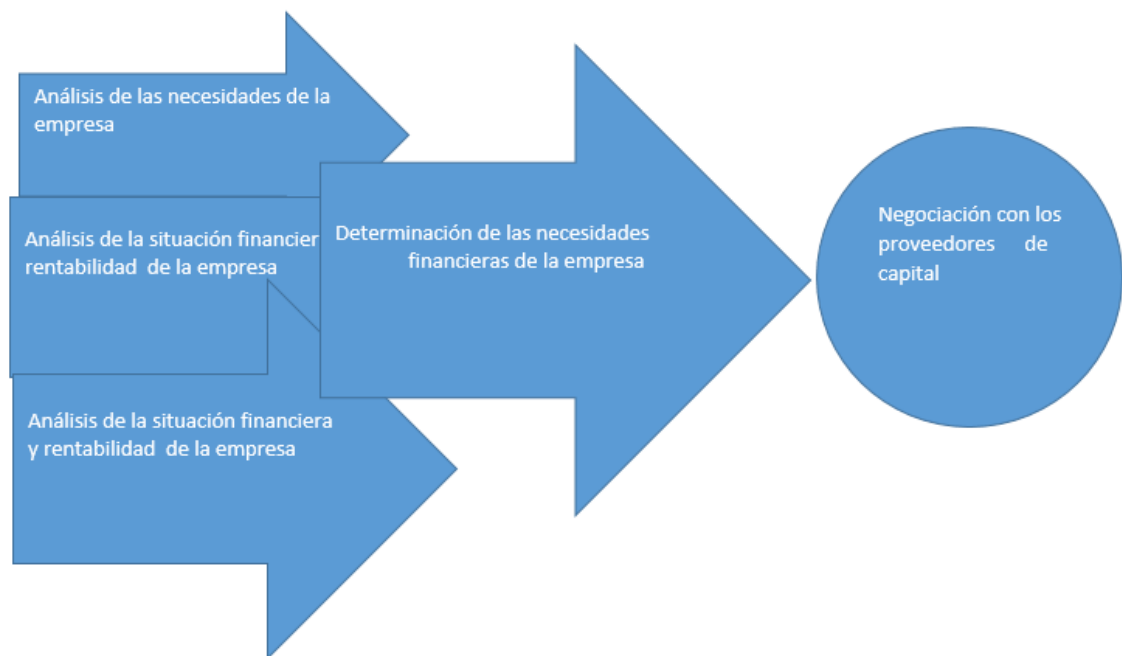 Análisis de las necesidades de la
empresa
Análisis de la situación financier
rentabilidad de la empresa
Determinación de las necesidades
financieras de la empresa
Negociación con los
proveedores de
capital
Análisis de la situación financiera
y rentabilidad de la empresa